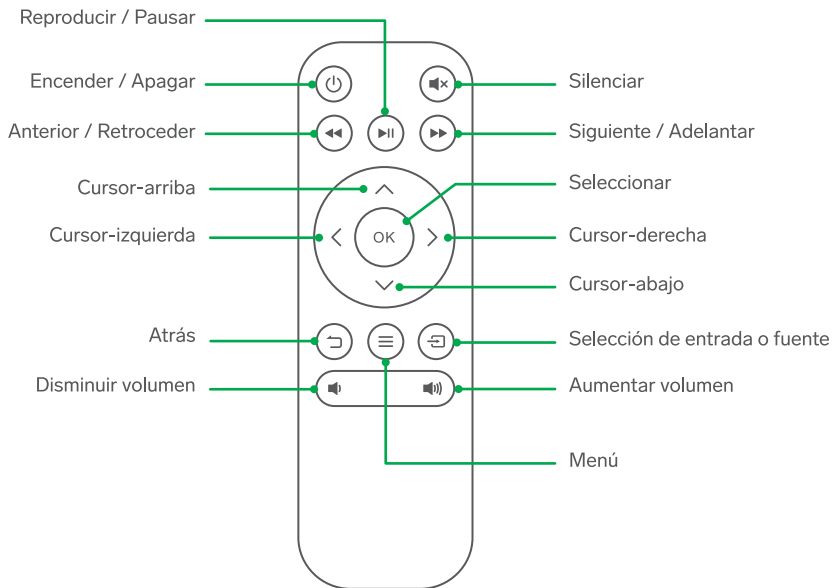 Reproducir / Pausar
Encender / Apagar
Silenciar
Anterior / Retroceder
Siguiente / Adelantar
Cursor-arriba
Seleccionar
Cursor-izquierda
OK
Cursor-derecha
Cursor-abajo
Atrás
Selección de entrada o fuente
Disminuir volumen
Aumentar volumen
Menú